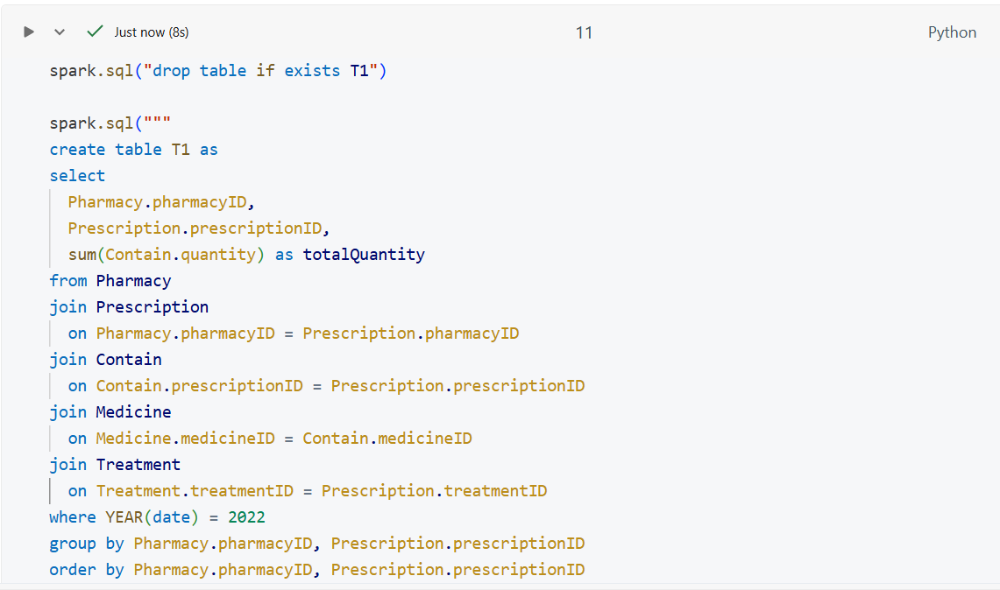 Just now (8s) 11 Python
spark.sql("drop table if exists T1")
spark.sql("""
create table T1 as
select
Pharmacy.pharmacyID,
Prescription.prescriptionID,
sum(Contain.quantity) as totalQuantity
from Pharmacy
join Prescription
on Pharmacy.pharmacyID = Prescription.pharmacyID
join Contain
on Contain.prescriptionID = Prescription.prescriptionID
join Medicine
on Medicine.medicineID = Contain.medicineID
join Treatment
on Treatment.treatmentID = Prescription.treatmentID
where YEAR(date) = 2022
group by Pharmacy.pharmacyID, Prescription.prescriptionID
order by Pharmacy.pharmacyID, Prescription.prescriptionID